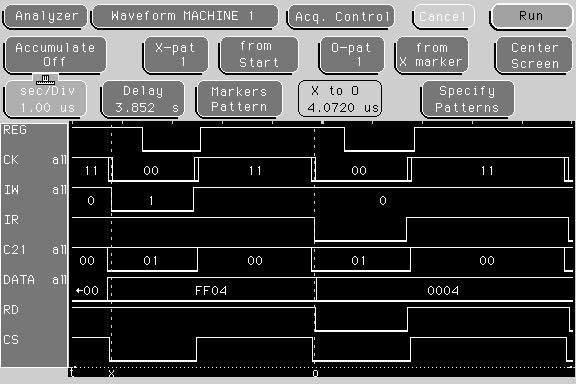 Analyzer Waveform MACHINE 1 Acq. Control Cancel Run
Accumulate
Off
X-pat
1
from
Start
O-pat
1
from
X marker
Center
Screen
sec/Div
1.00 us
Delay
3.852 s
Markers
Pattern
X to O
4.0720 us
Specify
Patterns
REG
CK all 11 00 11 00 11
IW all 0 1 0
IR
C21 all 00 01 00 01 00
DATA all ←00 FF04 0004
RD
CS
t X O